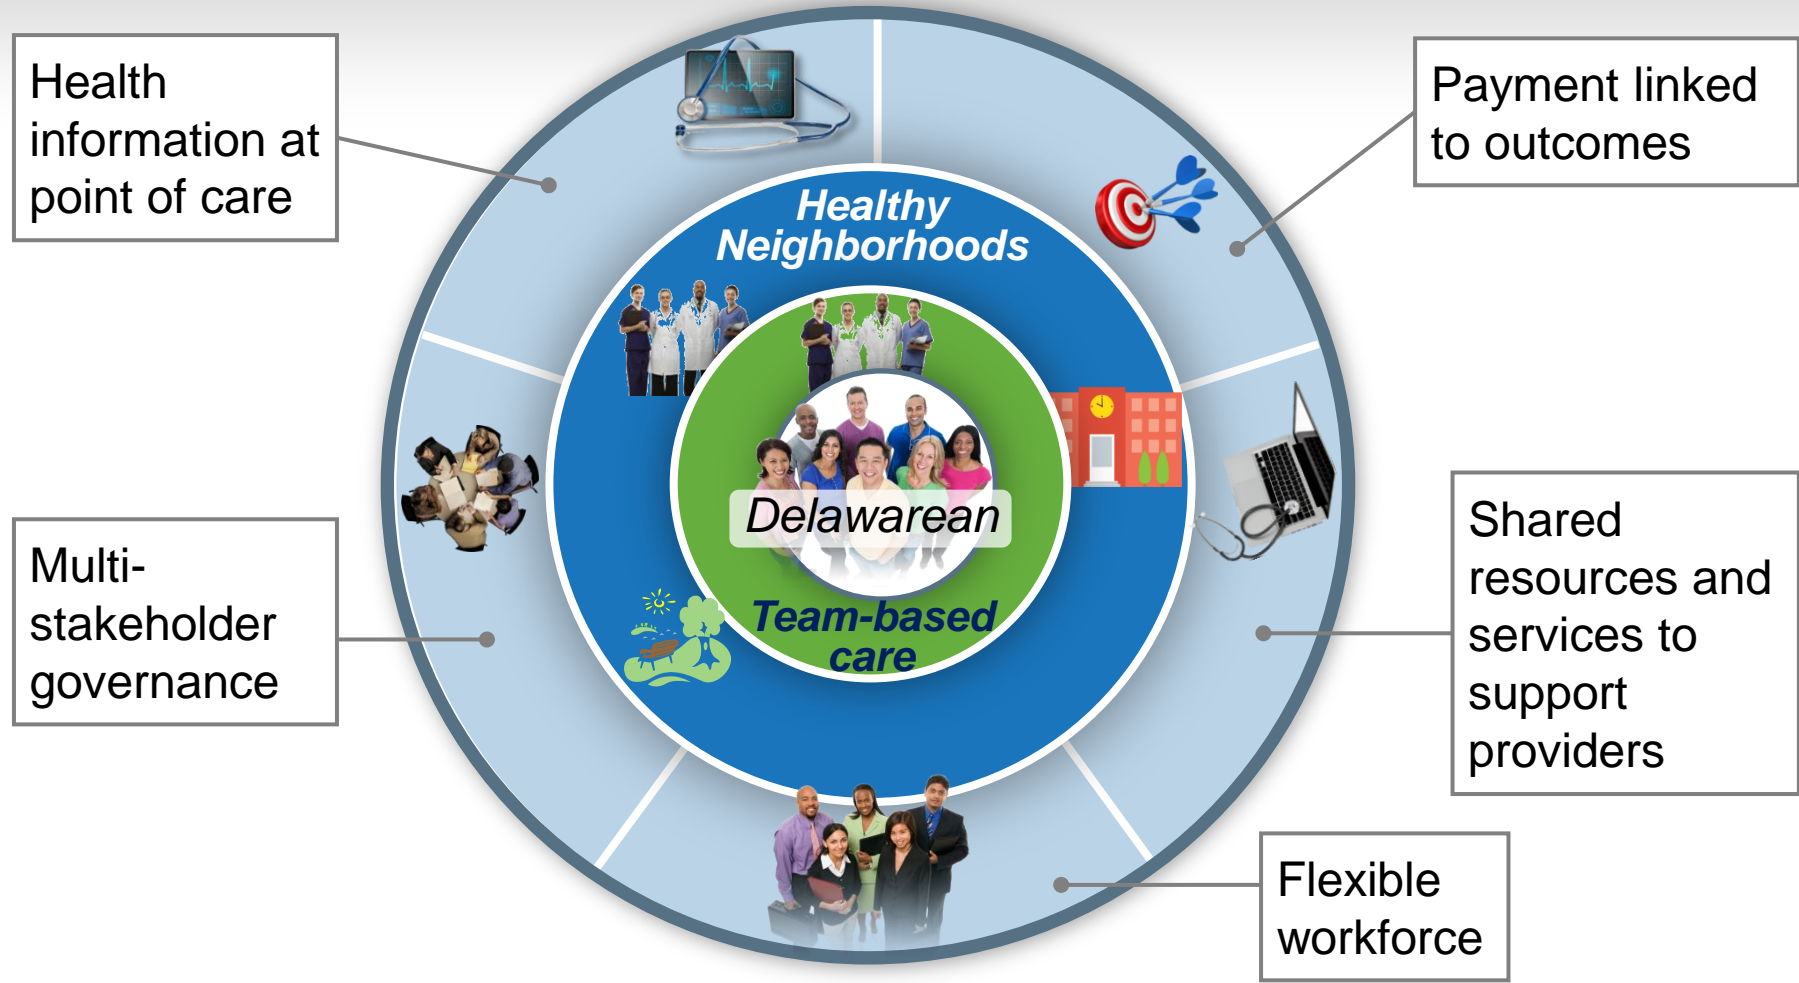 Health
information at
point of care
Payment linked
to outcomes
Healthy
Neighborhoods
Delawarean
Team-based
care
Multi-
stakeholder
governance
Shared
resources and
services to
support
providers
Flexible
workforce